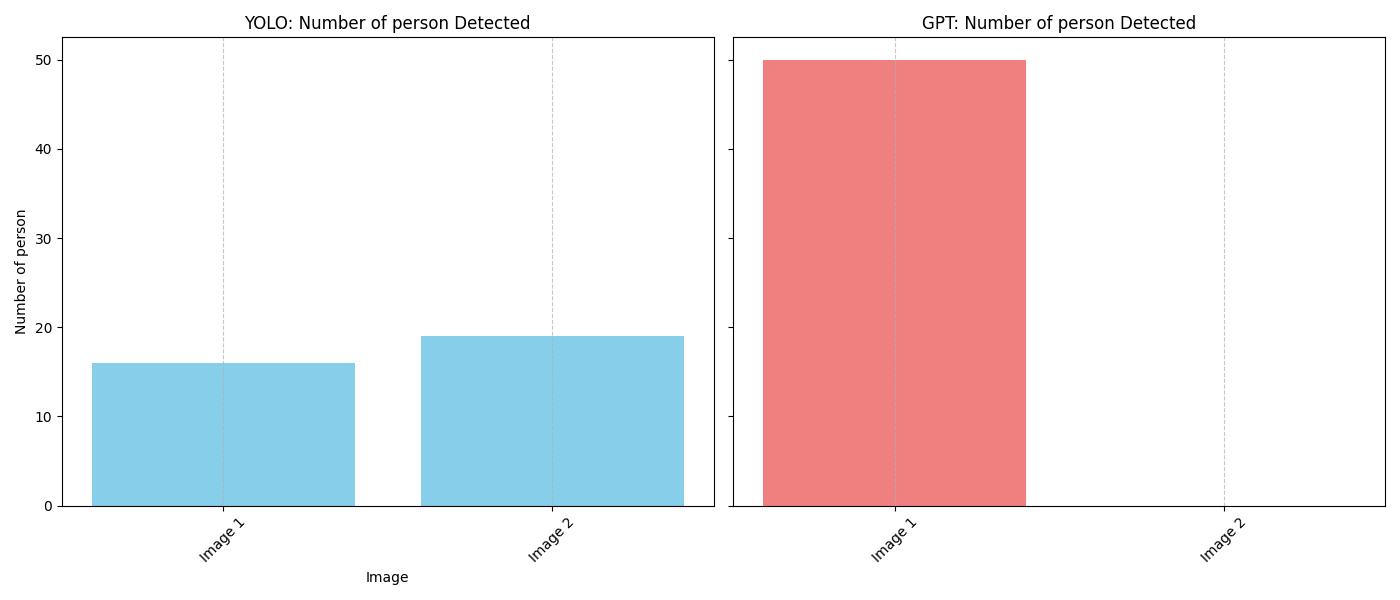 YOLO: Number of person Detected
Number of person
50
40
30
20
10
0
Image 1
Image 2
Image
GPT: Number of person Detected
Image 1
Image 2